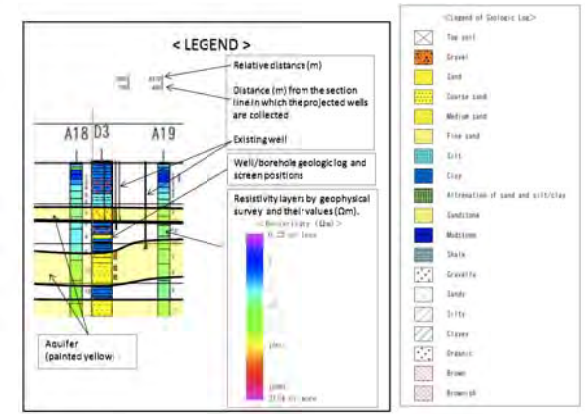 < LEGEND >
Relative distance (m)
Distance (m) from the section
line in which the projected wells
are collected
A18 D3 A19
Existing well
Well/borehole geologic log and
screen positions
Resistivity layers by geophysical
survey and their values (Ωm).
<Resistivity (Ωm)>
Aquifer
(painted yellow)
<Legend of Geologic Log>
Top soil
Gravel
Sand
Coarse sand
Medium sand
Fine sand
Silt
Clay
Alternation of sand and silt/clay
Sandstone
Mudstone
Shale
Gravelly
Sandy
Silty
Clayey
Organic
Brown
Brownish